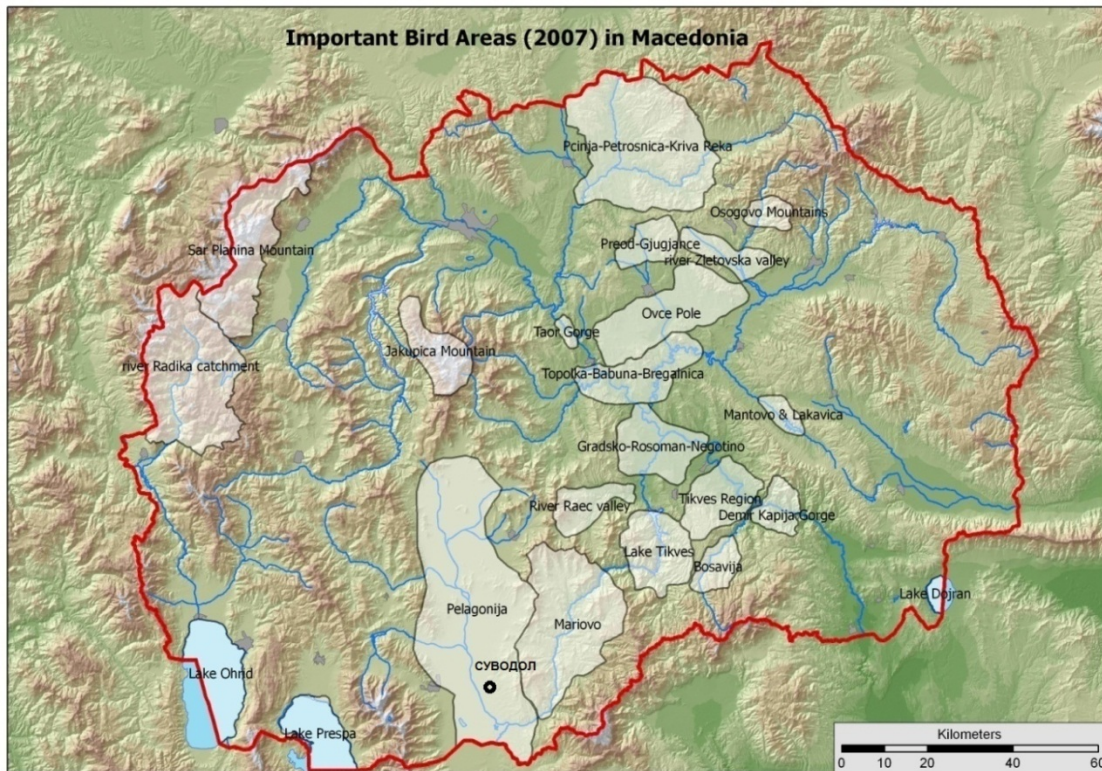 Important Bird Areas (2007) in Macedonia
Pcinja-Petrosnica-Kriva Reka
Osogovo Mountains
Sar Planina Mountain
Preod-Gjugjance
river Zletovska valley
Ovce Pole
Taor Gorge
Jakupica Mountain
river Radika catchment
Topolka-Babuna-Bregalnica
Mantovo & Lakavica
Gradsko-Rosoman-Negotino
River Raec valley
Tikves Region
Demir Kapija Gorge
Lake Tikves
Bosavija
Lake Dojran
Pelagonija
Mariovo
СУВОДОЛ
Lake Ohrid
Lake Prespa
Kilometers
0 10 20 40 60